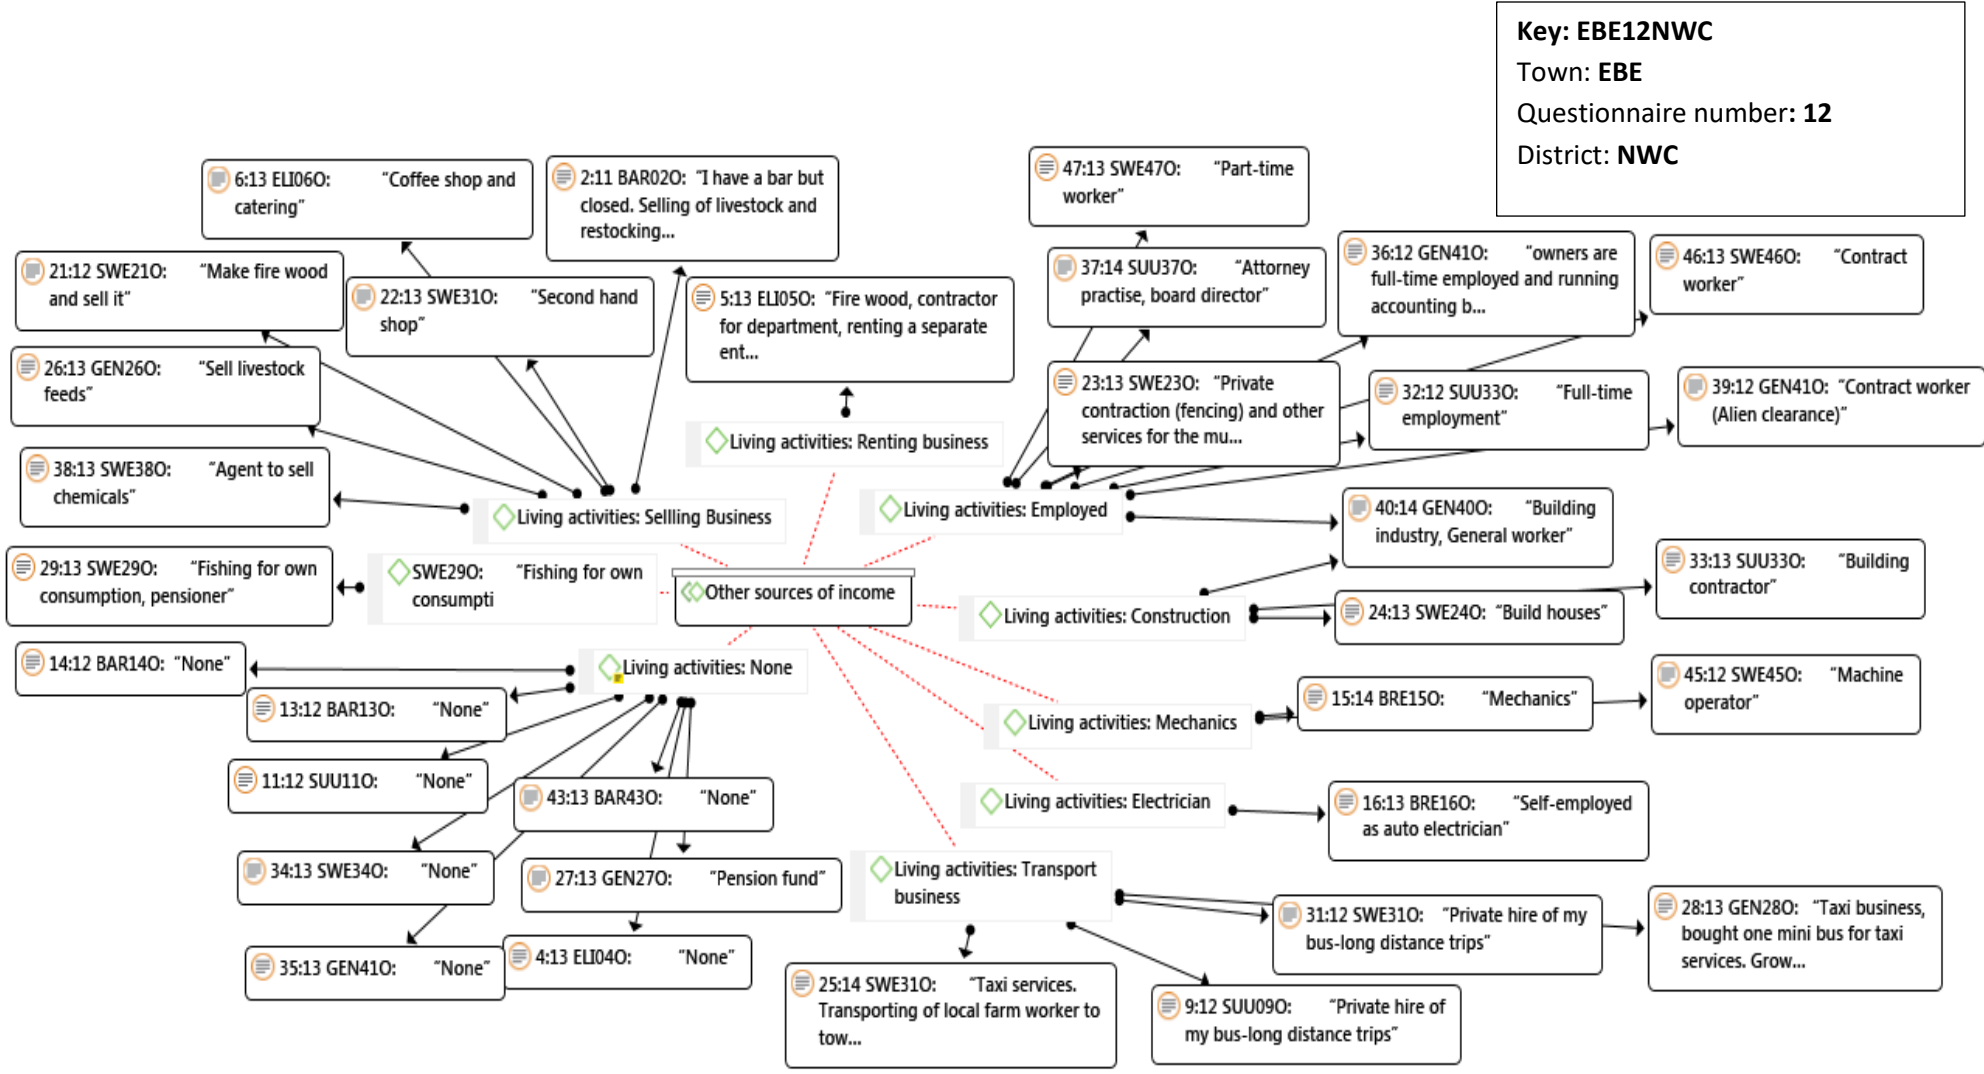 Key: EBE12NWC
Town: EBE
Questionnaire number: 12
District: NWC
6:13 ELI06O: "Coffee shop and
catering"
2:11 BAR02O: "I have a bar but
closed. Selling of livestock and
restocking...
47:13 SWE47O: "Part-time
worker"
21:12 SWE21O: "Make fire wood
and sell it"
22:13 SWE31O: "Second hand
shop"
5:13 ELI05O: "Fire wood, contractor
for department, renting a separate
ent...
37:14 SUU37O: "Attorney
practise, board director"
36:12 GEN41O: "owners are
full-time employed and running
accounting b...
46:13 SWE46O: "Contract
worker"
26:13 GEN26O: "Sell livestock
feeds"
23:13 SWE23O: "Private
contraction (fencing) and other
services for the mu...
32:12 SUU33O: "Full-time
employment"
39:12 GEN41O: "Contract worker
(Alien clearance)"
Living activities: Renting business
38:13 SWE38O: "Agent to sell
chemicals"
Living activities: Sellling Business
Living activities: Employed
40:14 GEN40O: "Building
industry, General worker"
29:13 SWE29O: "Fishing for own
consumption, pensioner"
SWE29O: "Fishing for own
consumpti
Other sources of income
Living activities: Construction
33:13 SUU33O: "Building
contractor"
24:13 SWE24O: "Build houses"
14:12 BAR14O: "None"
Living activities: None
13:12 BAR13O: "None"
Living activities: Mechanics
15:14 BRE15O: "Mechanics"
45:12 SWE45O: "Machine
operator"
11:12 SUU11O: "None"
43:13 BAR43O: "None"
Living activities: Electrician
16:13 BRE16O: "Self-employed
as auto electrician"
34:13 SWE34O: "None"
27:13 GEN27O: "Pension fund"
Living activities: Transport
business
35:13 GEN41O: "None"
4:13 ELI04O: "None"
31:12 SWE31O: "Private hire of my
bus-long distance trips"
28:13 GEN28O: "Taxi business,
bought one mini bus for taxi
services. Grow...
25:14 SWE31O: "Taxi services.
Transporting of local farm worker to
tow...
9:12 SUU09O: "Private hire of
my bus-long distance trips"